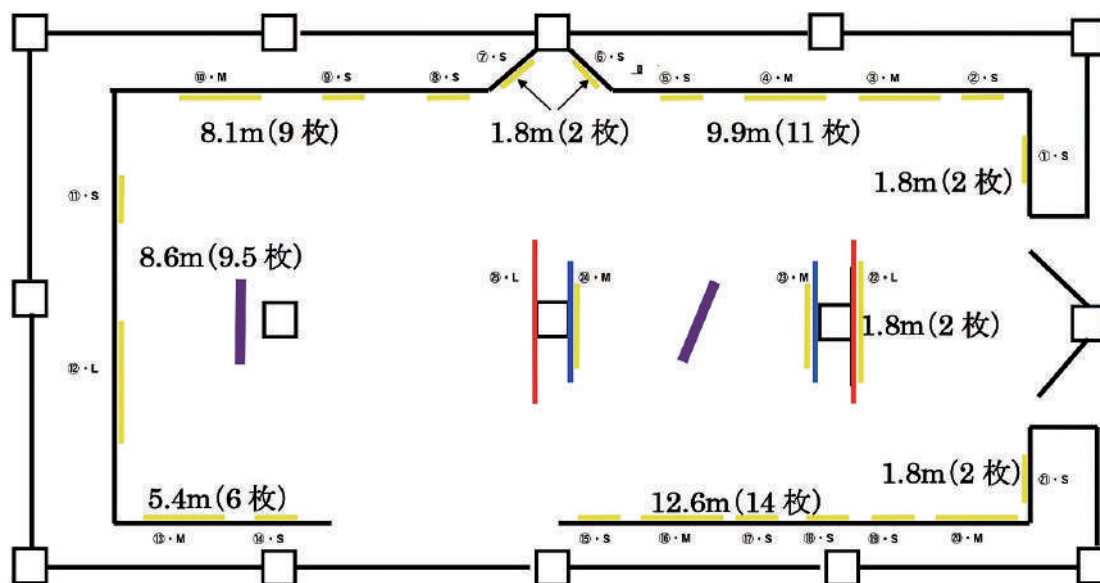 ⑦・S
⑥・S
⑩・M
⑨・S
⑧・S
⑤・S
④・M
③・M
②・S
8.1m(9 枚)
1.8m(2 枚)
9.9m(11 枚)
①・S
1.8m(2 枚)
⑪・S
8.6m(9.5 枚)
㉕・L
㉔・M
㉓・M
㉒・L
1.8m(2 枚)
⑫・L
1.8m(2 枚)
㉑・S
5.4m(6 枚)
12.6m(14 枚)
⑬・M
⑭・S
⑮・S
⑯・M
⑰・S
⑱・S
⑲・S
⑳・M